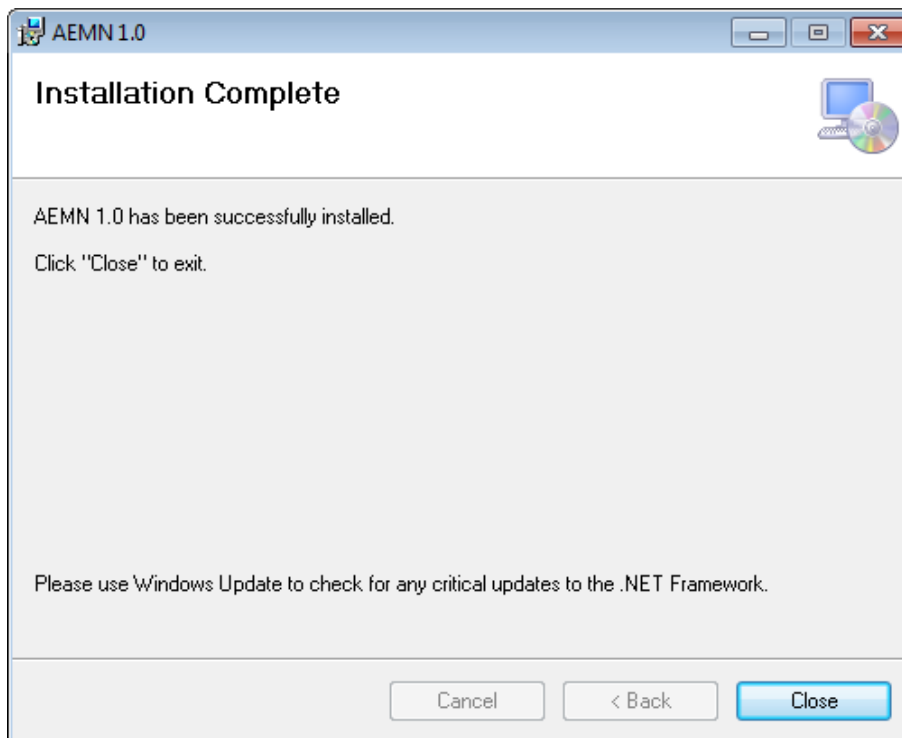 AEMN 1.0
Installation Complete
AEMN 1.0 has been successfully installed.
Click "Close" to exit.
Please use Windows Update to check for any critical updates to the .NET Framework.
Cancel
< Back
Close